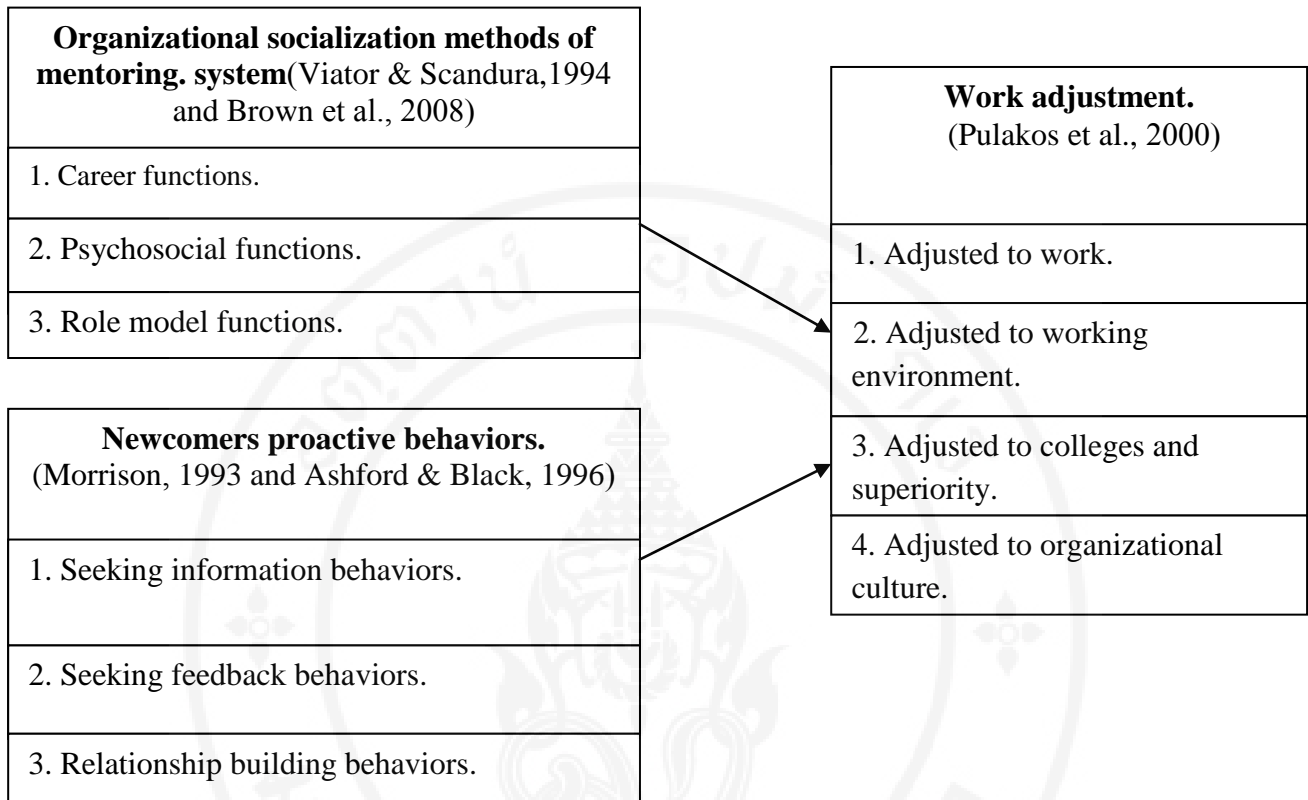 Organizational socialization methods of
mentoring. system(Viator & Scandura,1994
and Brown et al., 2008)
1. Career functions.
2. Psychosocial functions.
3. Role model functions.
Newcomers proactive behaviors.
(Morrison, 1993 and Ashford & Black, 1996)
1. Seeking information behaviors.
2. Seeking feedback behaviors.
3. Relationship building behaviors.
Work adjustment.
(Pulakos et al., 2000)
1. Adjusted to work.
2. Adjusted to working
environment.
3. Adjusted to colleges and
superiority.
4. Adjusted to organizational
culture.